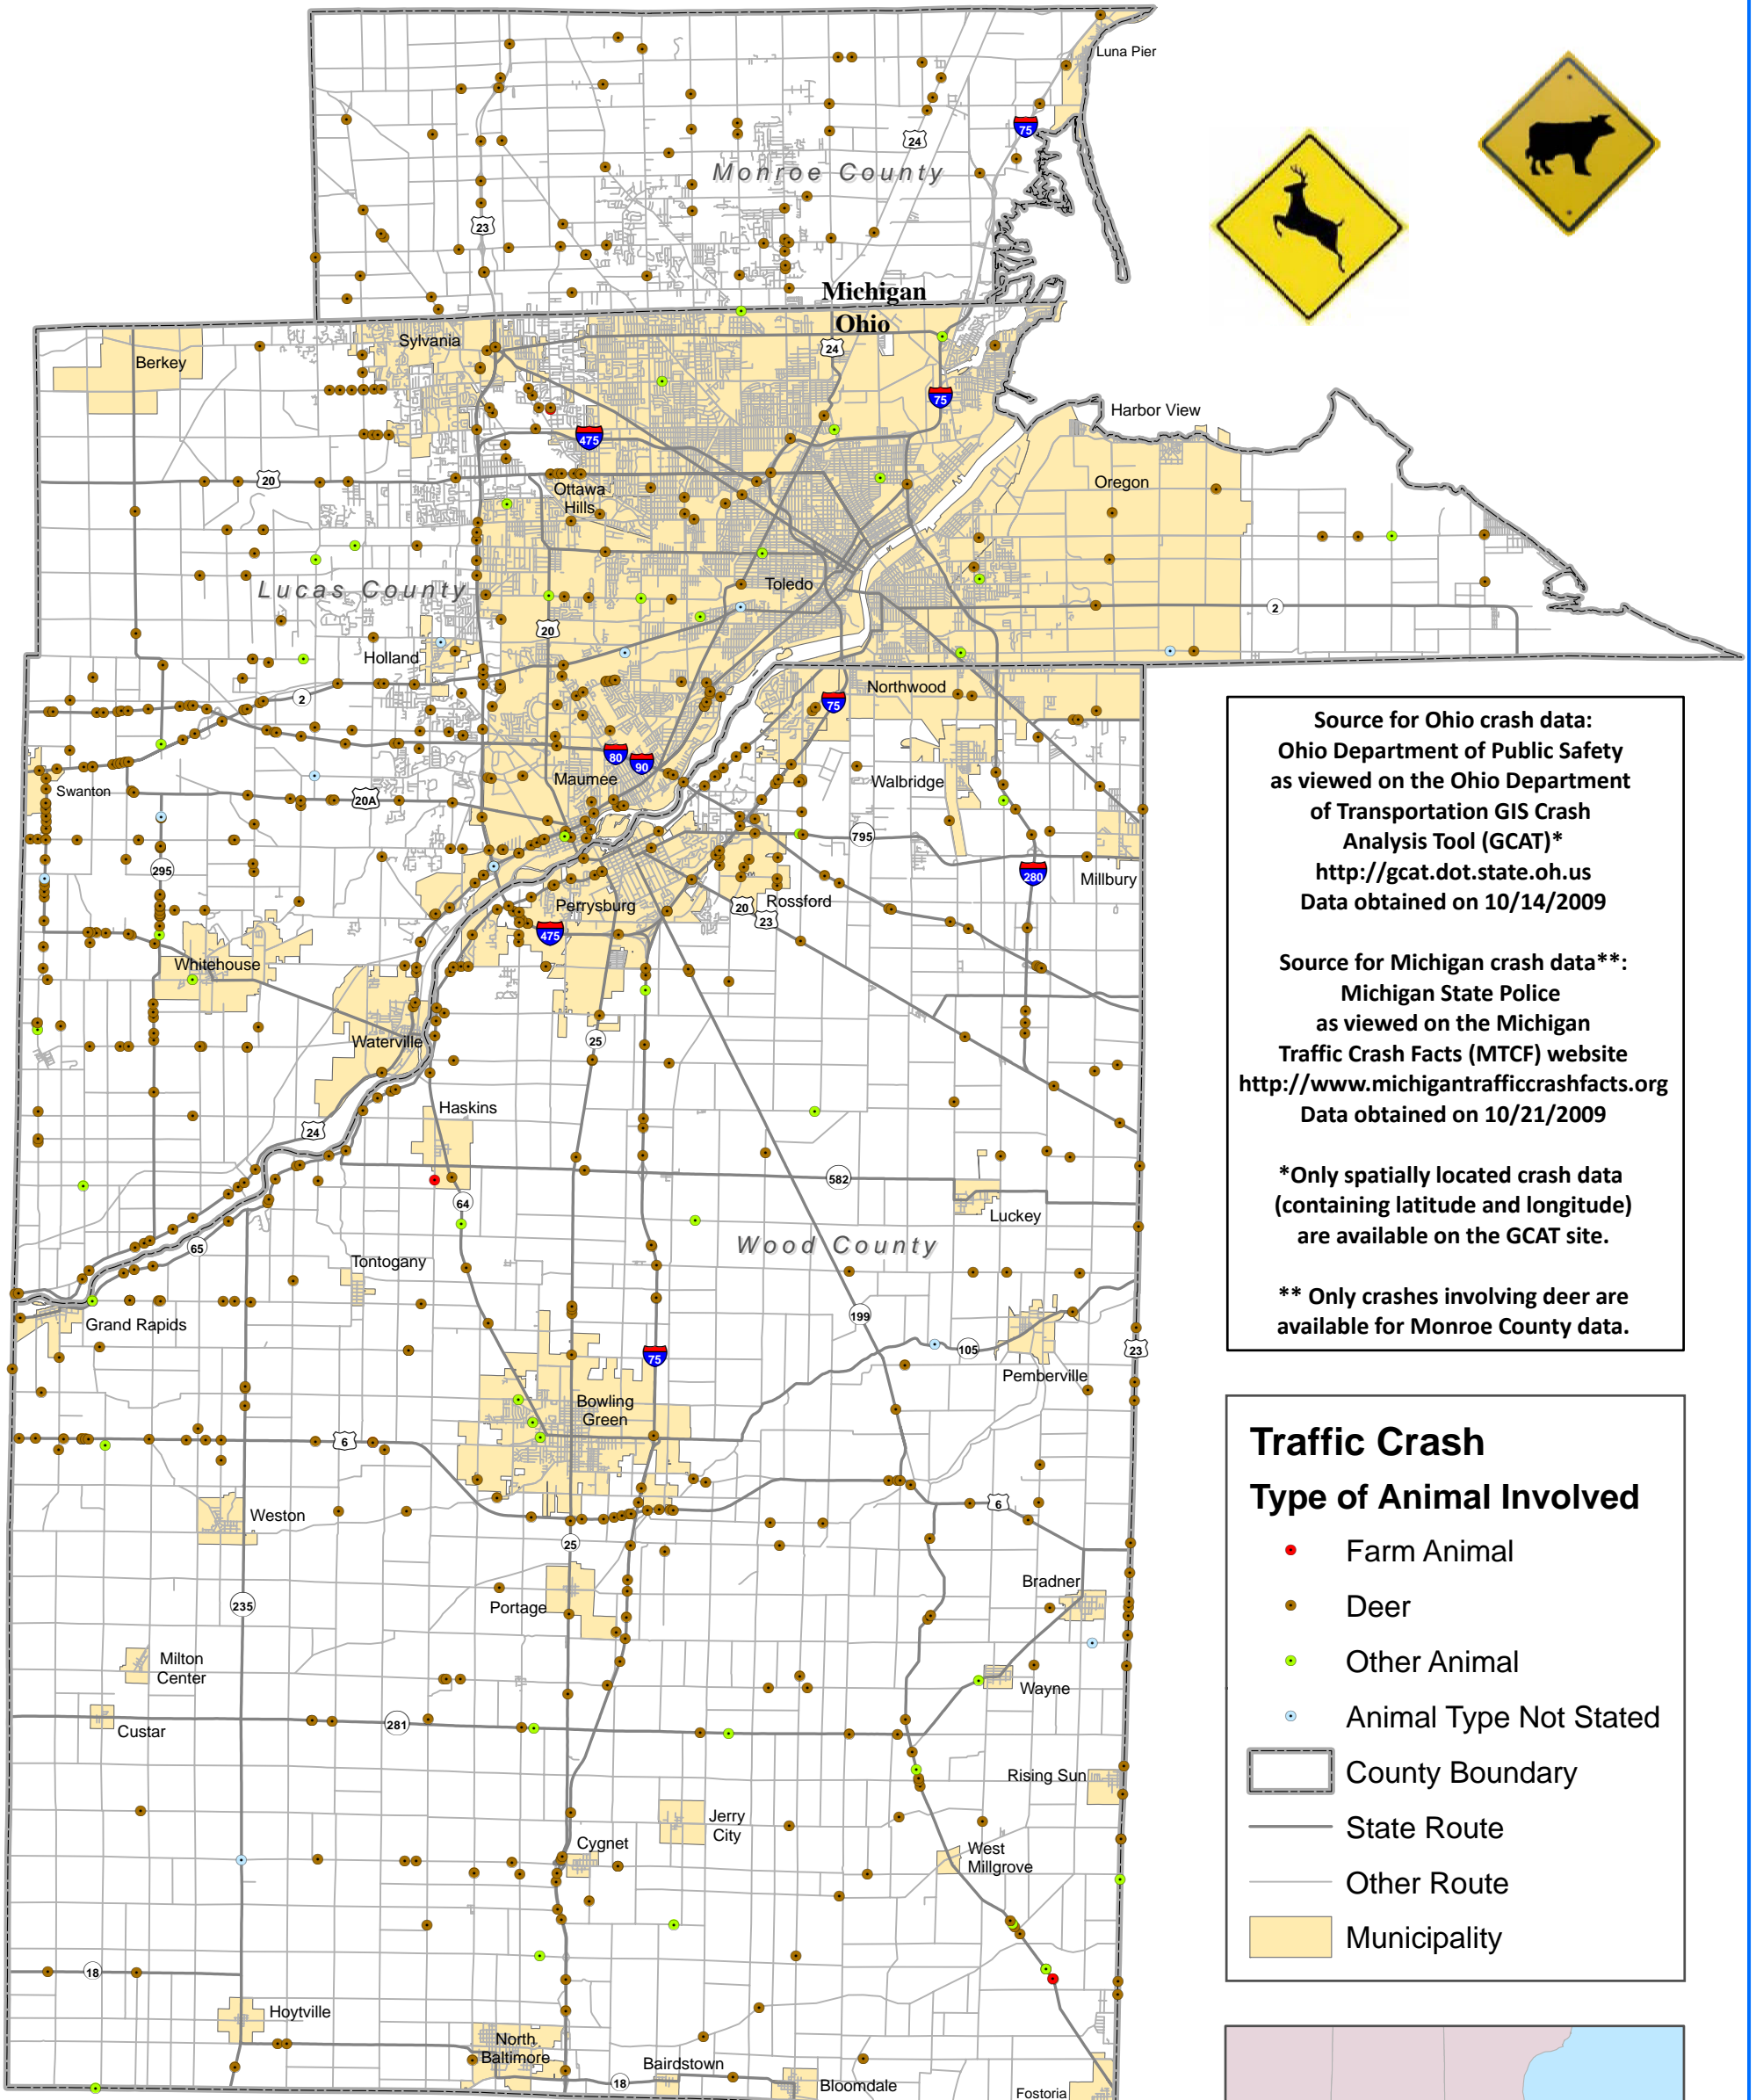 Luna Pier
75
24
Monroe County
23
Michigan
Ohio
Sylvania
24
Berkey
75
Harbor View
475
20
Oregon
Ottawa
Hills
Toledo
Lucas County
2
20
Holland
Northwood
2
75
80
90
Maumee
Walbridge
Swanton
20A
795
295
280
Millbury
Perrysburg
20
23
Rossford
475
Whitehouse
25
Waterville
Haskins
24
582
64
Luckey
65
Wood County
Tontogany
199
Grand Rapids
105
23
75
Pemberville
Bowling
Green
6
6
Weston
25
Bradner
235
Portage
Milton
Center
Wayne
281
Custar
Rising Sun
Jerry
City
Cygnet
West
Millgrove
18
Hoytville
North
Baltimore
Bairdstown
18
Bloomdale
Fostoria
Source for Ohio crash data:
Ohio Department of Public Safety
as viewed on the Ohio Department
of Transportation GIS Crash
Analysis Tool (GCAT)*
http://gcat.dot.state.oh.us
Data obtained on 10/14/2009
Source for Michigan crash data**:
Michigan State Police
as viewed on the Michigan
Traffic Crash Facts (MTCF) website
http://www.michigantrafficcrashfacts.org
Data obtained on 10/21/2009
*Only spatially located crash data
(containing latitude and longitude)
are available on the GCAT site.
** Only crashes involving deer are
available for Monroe County data.
Traffic Crash
Type of Animal Involved
Farm Animal
Deer
Other Animal
Animal Type Not Stated
County Boundary
State Route
Other Route
Municipality